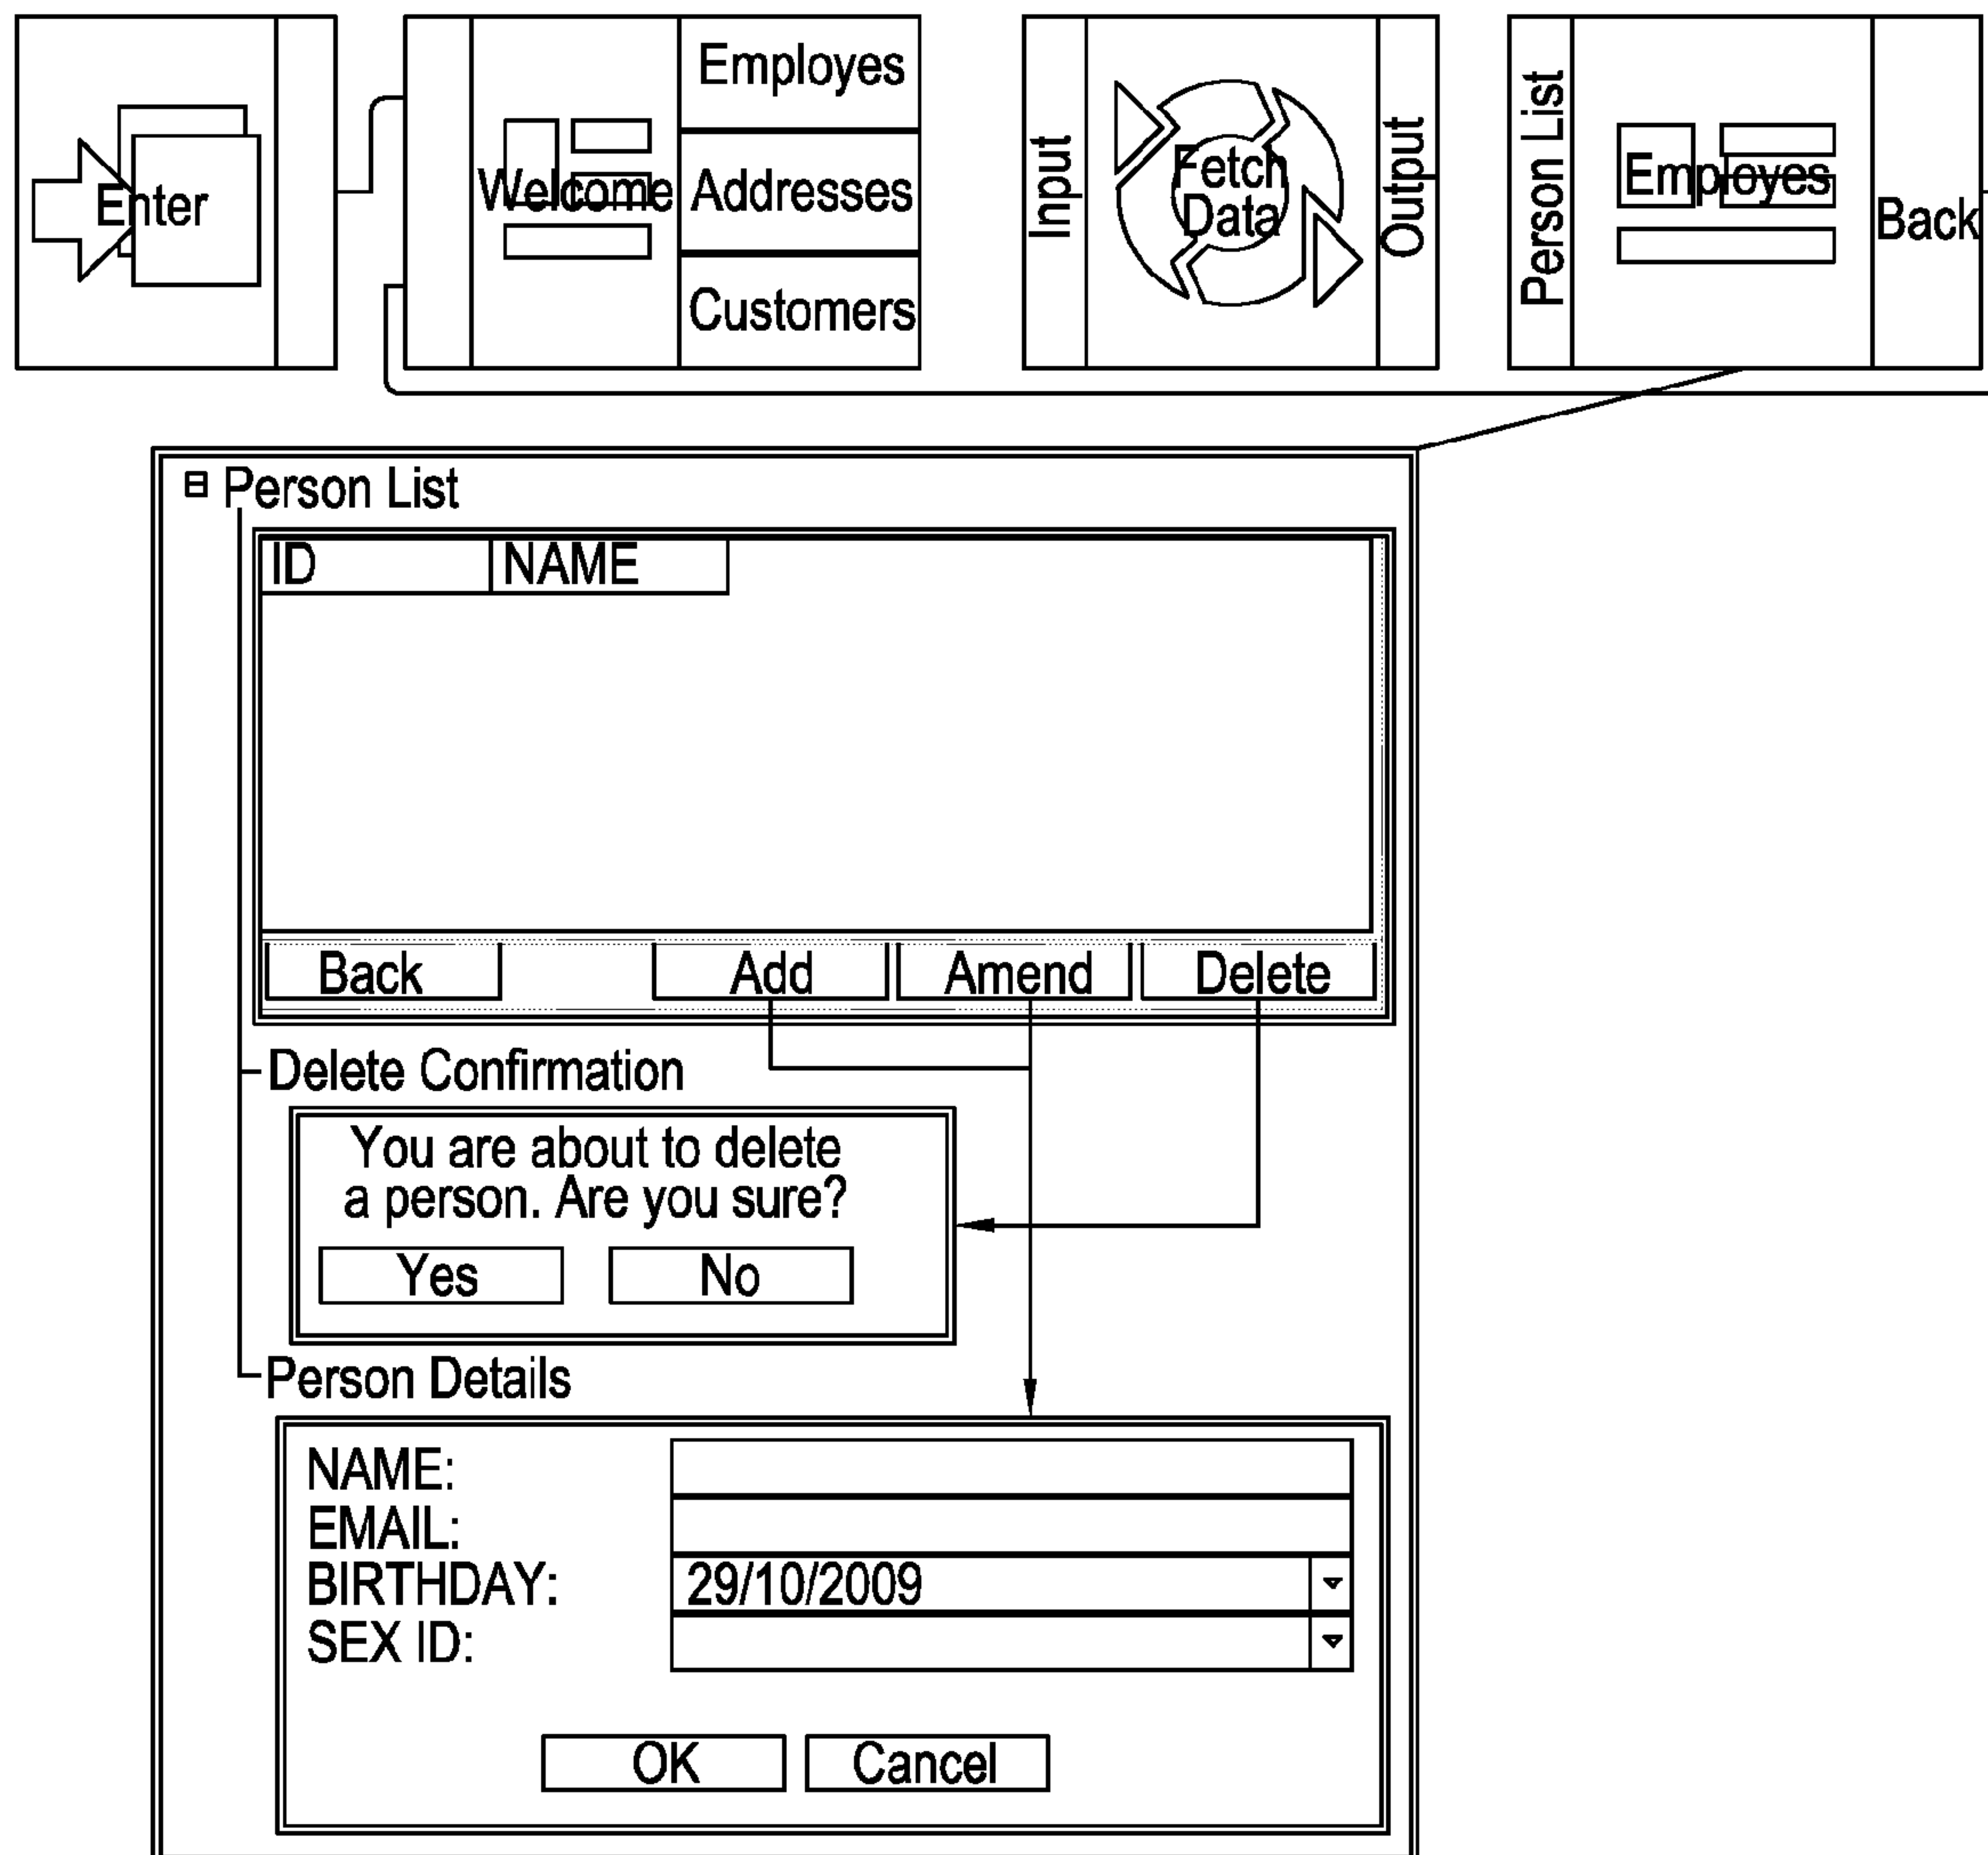 Enter
Welcome
Employes
Addresses
Customers
Input
Fetch
Data
Output
Person List
Employes
Back
Person List
ID NAME
Back Add Amend Delete
Delete Confirmation
You are about to delete
a person. Are you sure?
Yes No
Person Details
NAME:
EMAIL:
BIRTHDAY: 29/10/2009
SEX ID:
OK Cancel